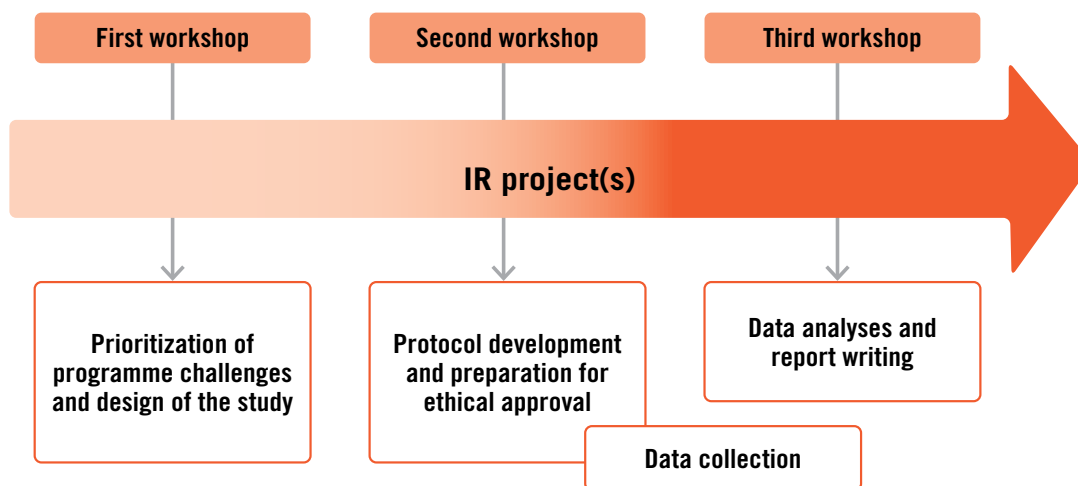 First workshop
Second workshop
Third workshop
IR project(s)
Prioritization of
programme challenges
and design of the study
Protocol development
and preparation for
ethical approval
Data analyses and
report writing
Data collection